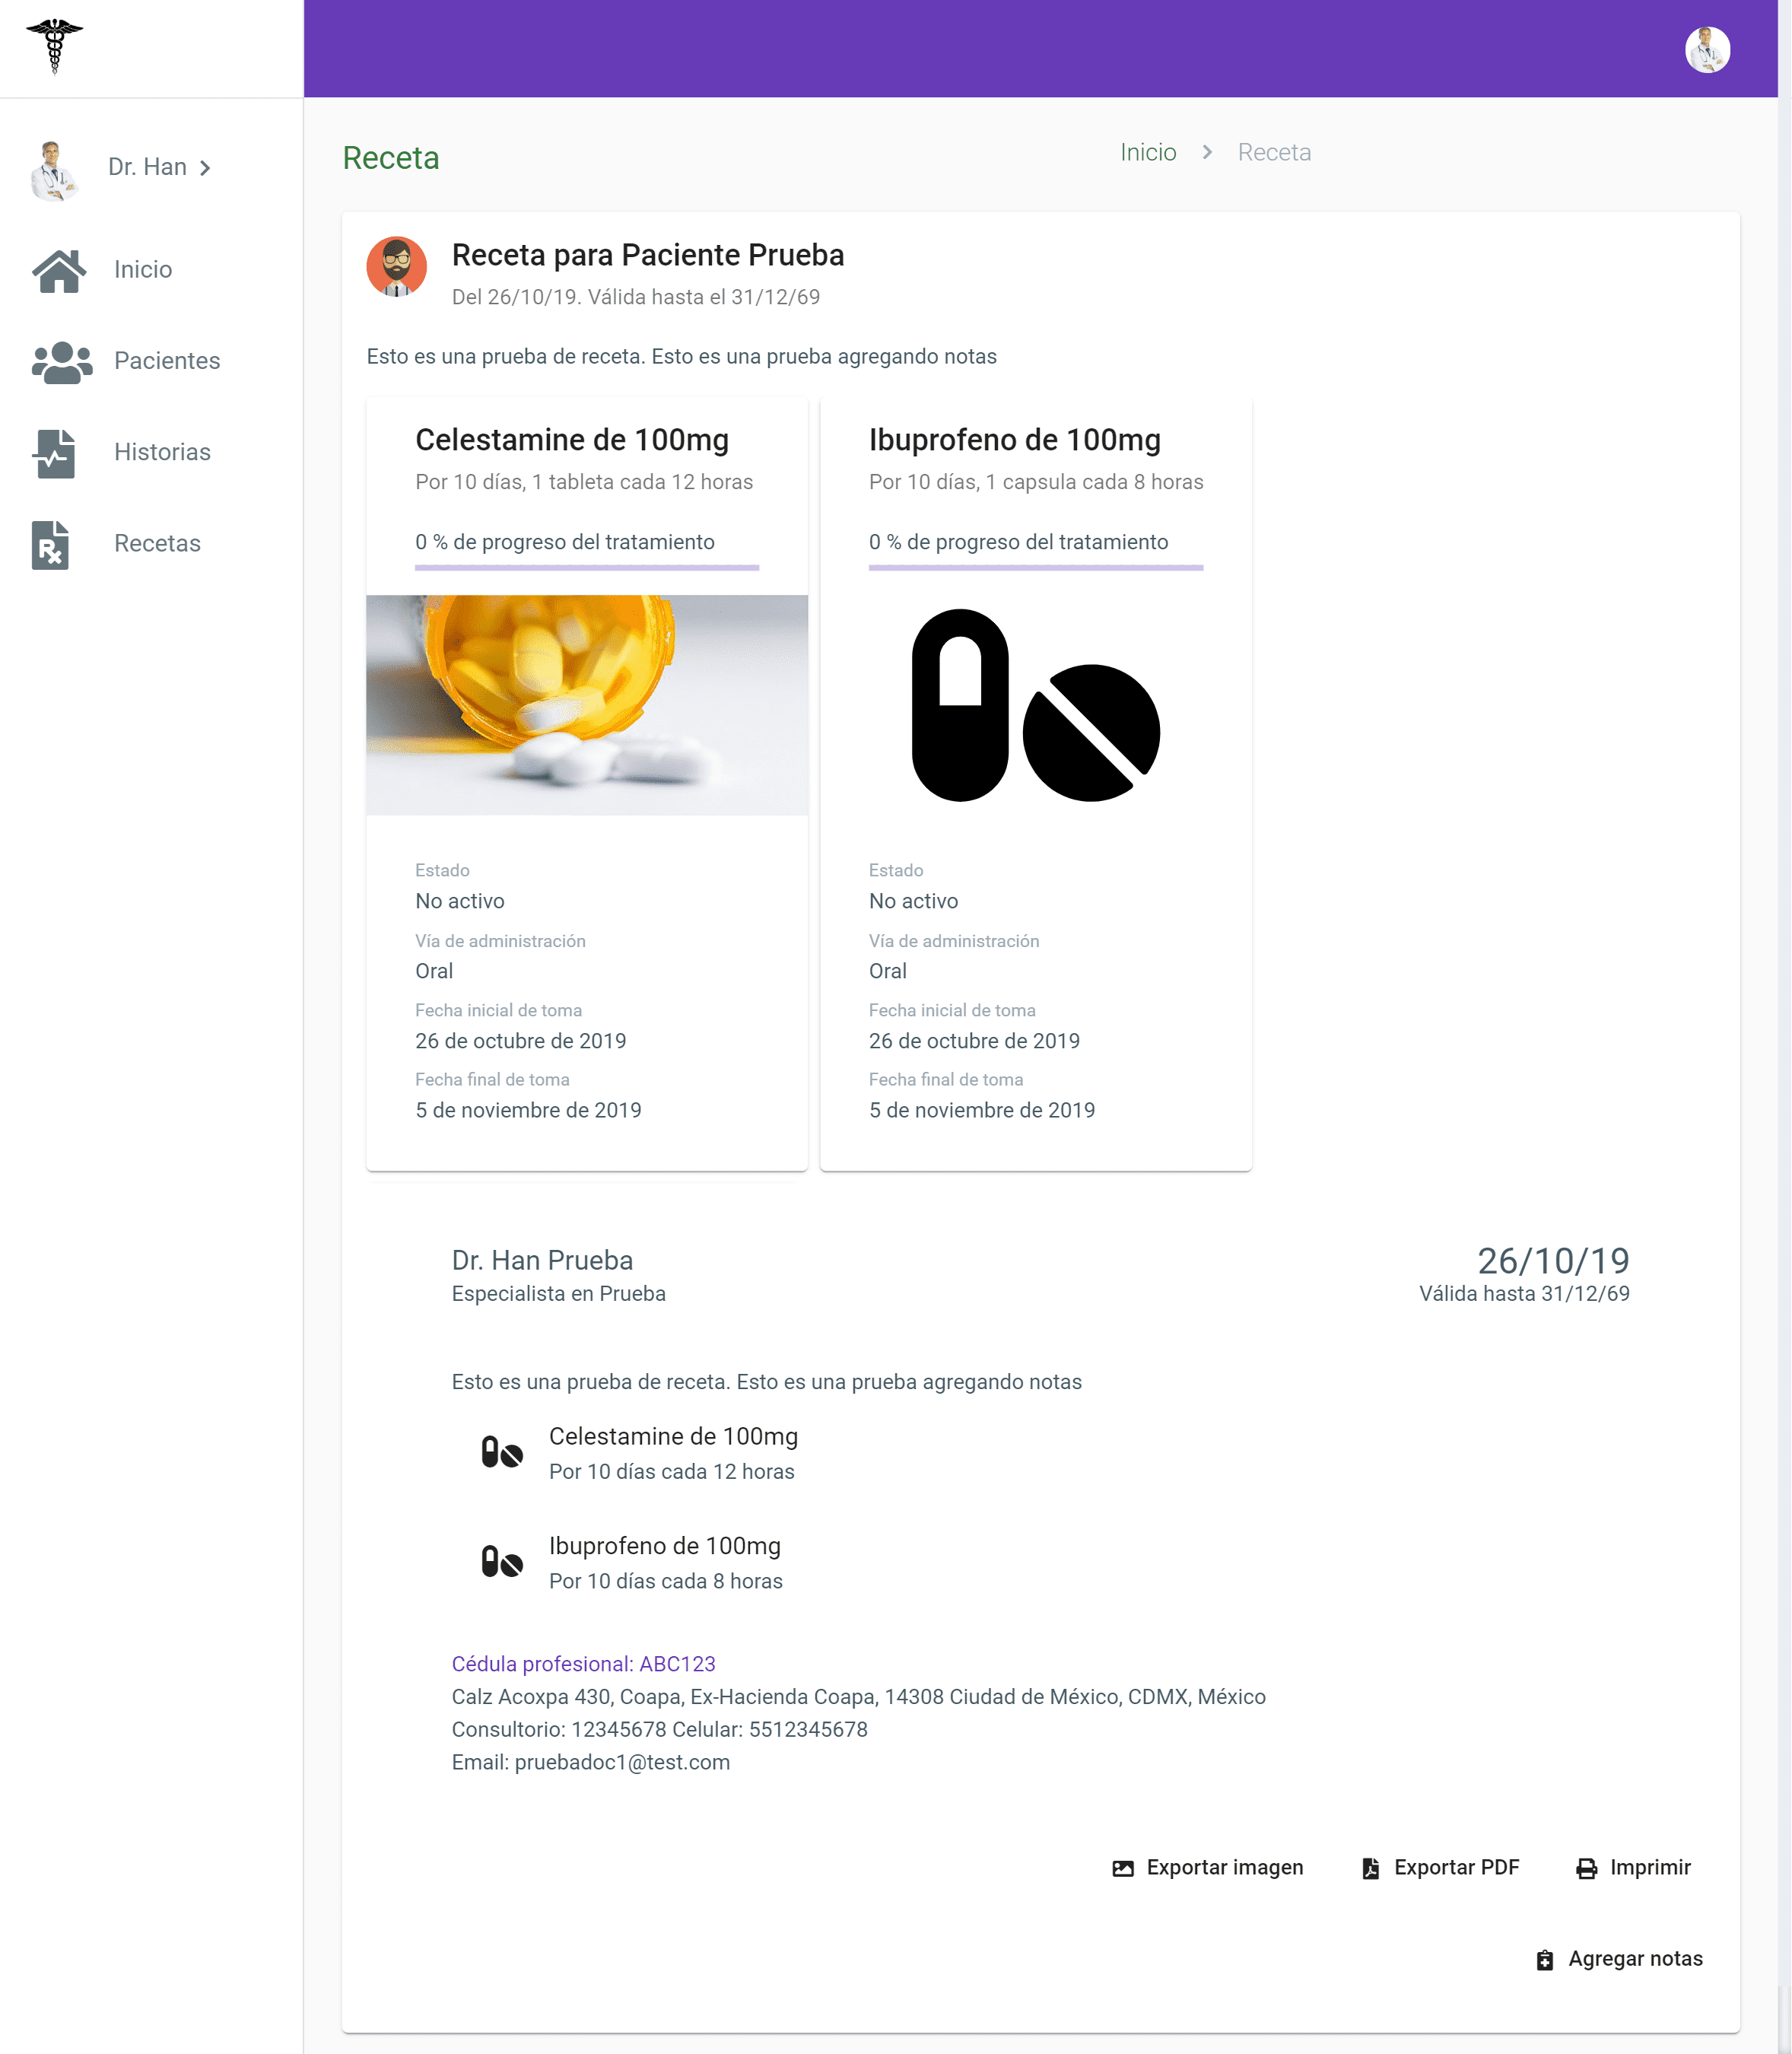 Dr. Han
Inicio
Pacientes
Historias
Recetas
Receta
Inicio > Receta
Receta para Paciente Prueba
Del 26/10/19. Válida hasta el 31/12/69
Esto es una prueba de receta. Esto es una prueba agregando notas
Celestamine de 100mg
Por 10 días, 1 tableta cada 12 horas
0 % de progreso del tratamiento
Estado
No activo
Vía de administración
Oral
Fecha inicial de toma
26 de octubre de 2019
Fecha final de toma
5 de noviembre de 2019
Ibuprofeno de 100mg
Por 10 días, 1 capsula cada 8 horas
0 % de progreso del tratamiento
Estado
No activo
Vía de administración
Oral
Fecha inicial de toma
26 de octubre de 2019
Fecha final de toma
5 de noviembre de 2019
Dr. Han Prueba
Especialista en Prueba
26/10/19
Válida hasta 31/12/69
Esto es una prueba de receta. Esto es una prueba agregando notas
Celestamine de 100mg
Por 10 días cada 12 horas
Ibuprofeno de 100mg
Por 10 días cada 8 horas
Cédula profesional: ABC123
Calz Acoxpa 430, Coapa, Ex-Hacienda Coapa, 14308 Ciudad de México, CDMX, México
Consultorio: 12345678 Celular: 5512345678
Email: pruebadoc1@test.com
Exportar imagen
Exportar PDF
Imprimir
Agregar notas